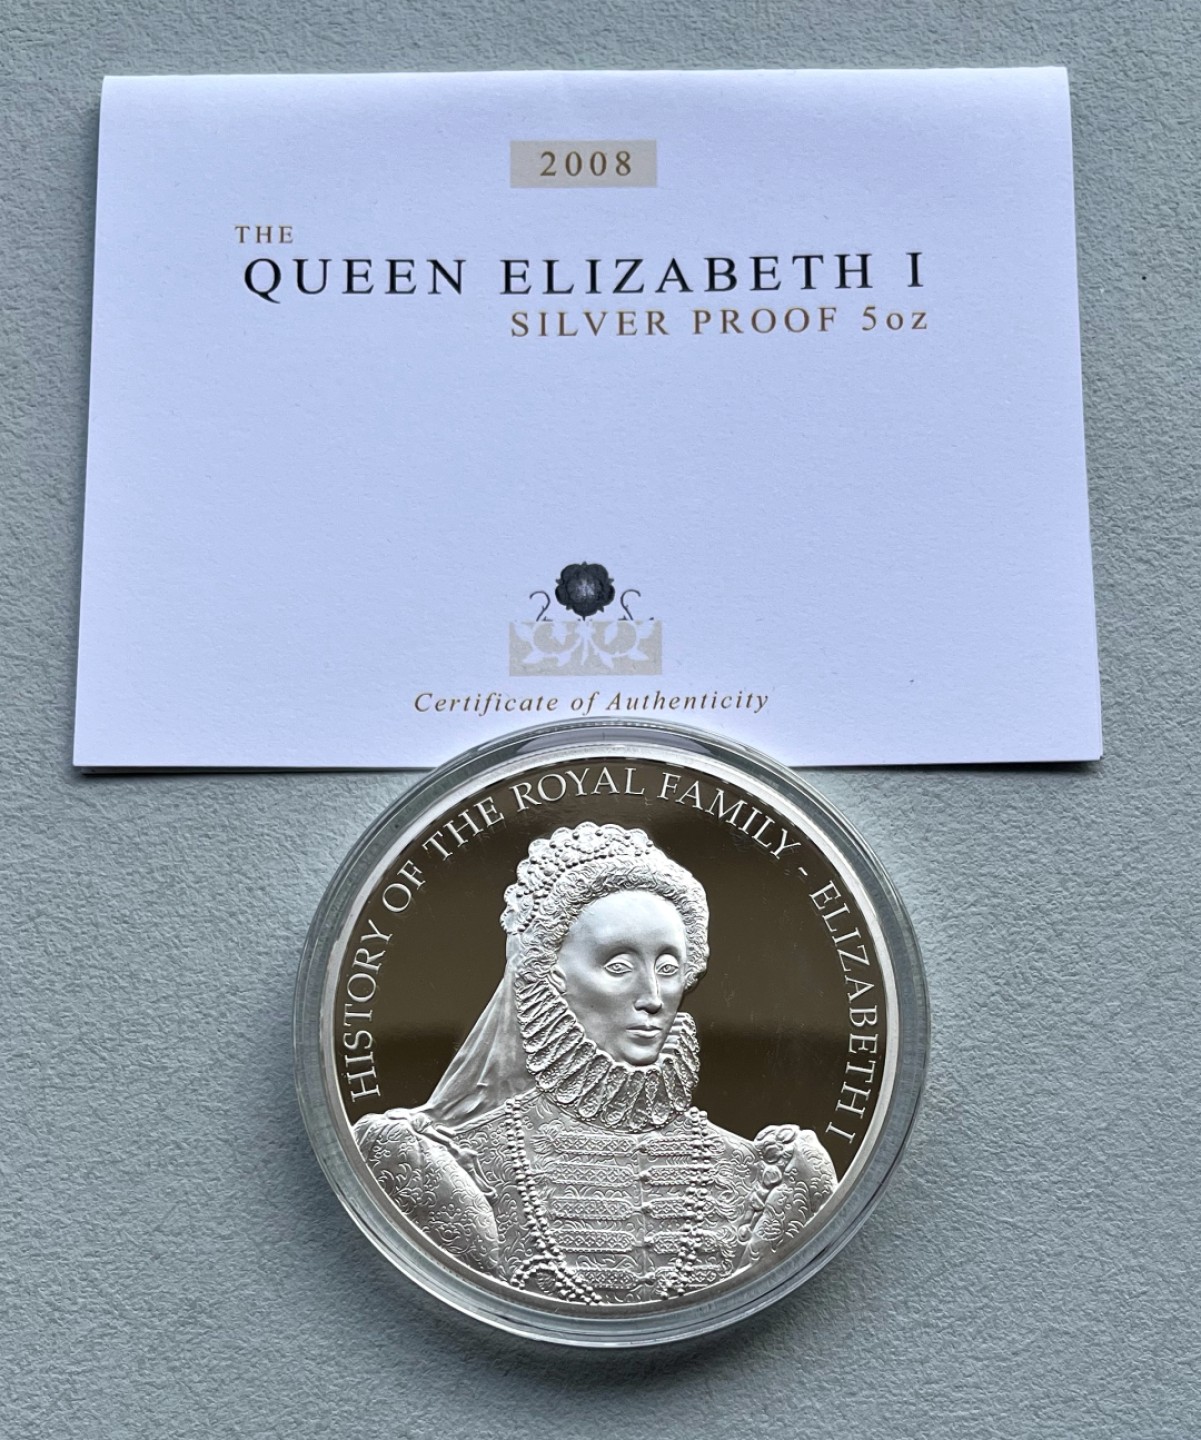 2008
THE
QUEEN ELIZABETH I
SILVER PROOF 5oz
Certificate of Authenticity
HISTORY OF THE ROYAL FAMILY - ELIZABETH I